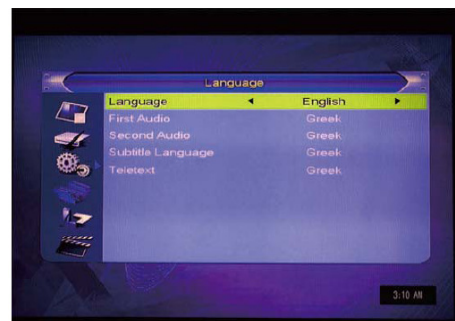 Language
Language English
First Audio Greek
Second Audio Greek
Subtitle Language Greek
Teletext Greek
3:10 AM